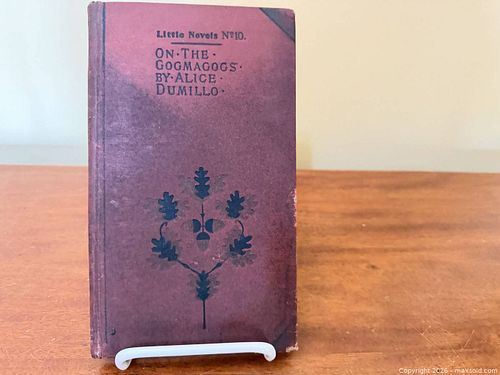 Little Novels Nº10.
ON·THE·
GOGMAGOGS·
BY·ALICE·
DUMILLO·
Copyright 2026 - maxsold.com